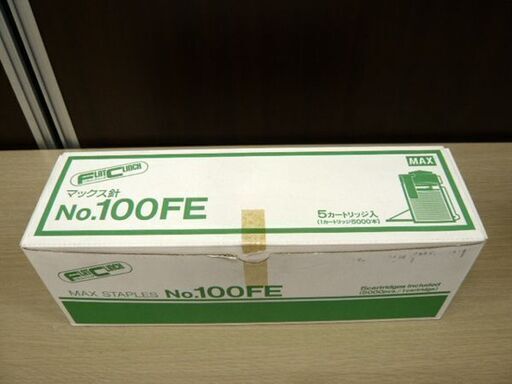 FLAT CLINCH
マックス針
No.100FE
MAX
5カートリッジ入
(1カートリッジ5000本)
FLAT CLINCH
MAX STAPLES No.100FE
5cartridges included
(5000pcs./1cartridge)